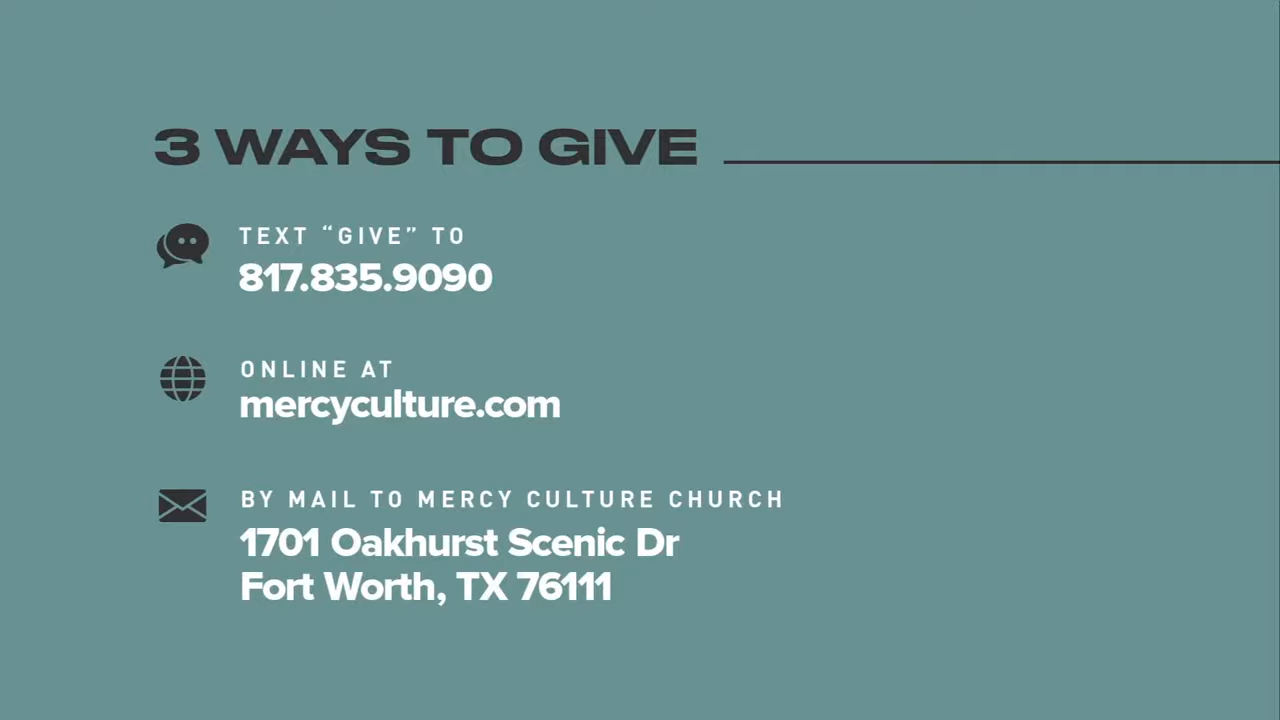 3 WAYS TO GIVE
TEXT “GIVE” TO
817.835.9090
ONLINE AT
mercyculture.com
BY MAIL TO MERCY CULTURE CHURCH
1701 Oakhurst Scenic Dr
Fort Worth, TX 76111